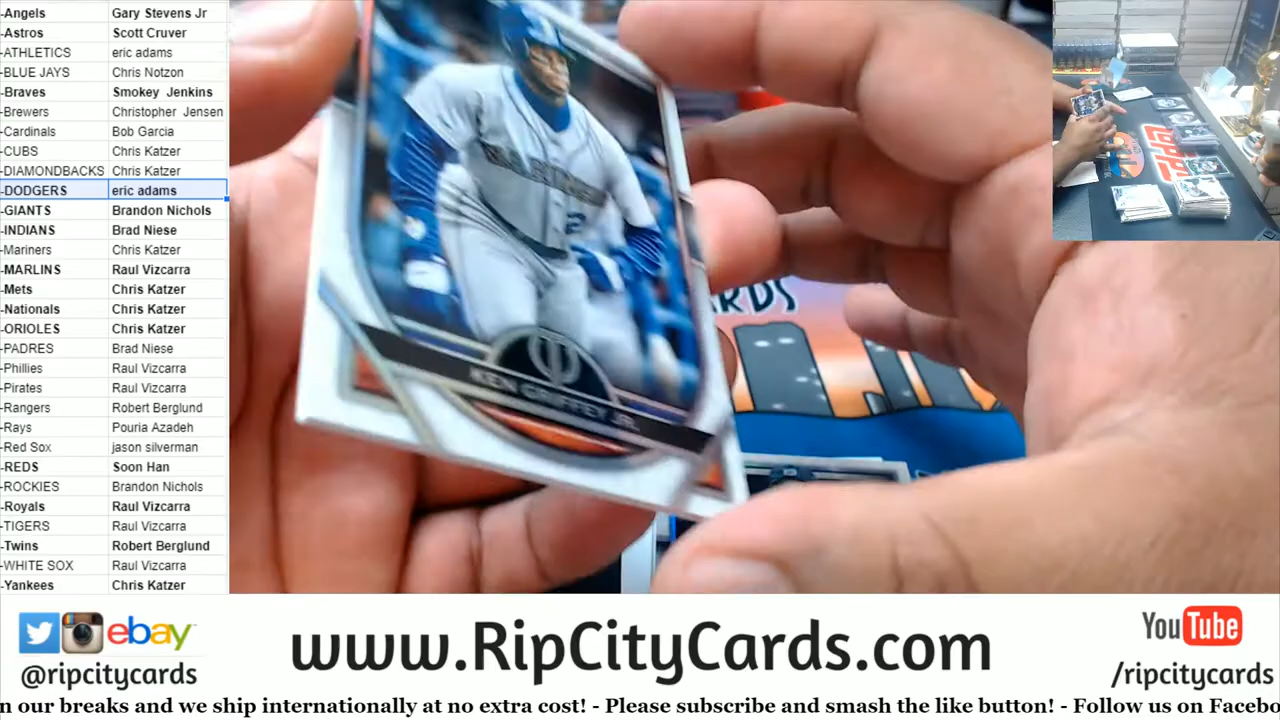 -Angels Gary Stevens Jr
-Astros Scott Cruver
-ATHLETICS eric adams
-BLUE JAYS Chris Notzon
-Braves Smokey Jenkins
-Brewers Christopher Jensen
-Cardinals Bob Garcia
-CUBS Chris Katzer
-DIAMONDBACKS Chris Katzer
-DODGERS eric adams
-GIANTS Brandon Nichols
-INDIANS Brad Niese
-Mariners Chris Katzer
-MARLINS Raul Vizcarra
-Mets Chris Katzer
-Nationals Chris Katzer
-ORIOLES Chris Katzer
-PADRES Brad Niese
-Phillies Raul Vizcarra
-Pirates Raul Vizcarra
-Rangers Robert Berglund
-Rays Pouria Azadeh
-Red Sox jason silverman
-REDS Soon Han
-ROCKIES Brandon Nichols
-Royals Raul Vizcarra
-TIGERS Raul Vizcarra
-Twins Robert Berglund
-WHITE SOX Raul Vizcarra
-Yankees Chris Katzer
KEN GRIFFEY JR.
ARDS
Topps
ebay
@ripcitycards
www.RipCityCards.com
YouTube
/ripcitycards
n our breaks and we ship internationally at no extra cost! - Please subscribe and smash the like button! - Follow us on Facebo